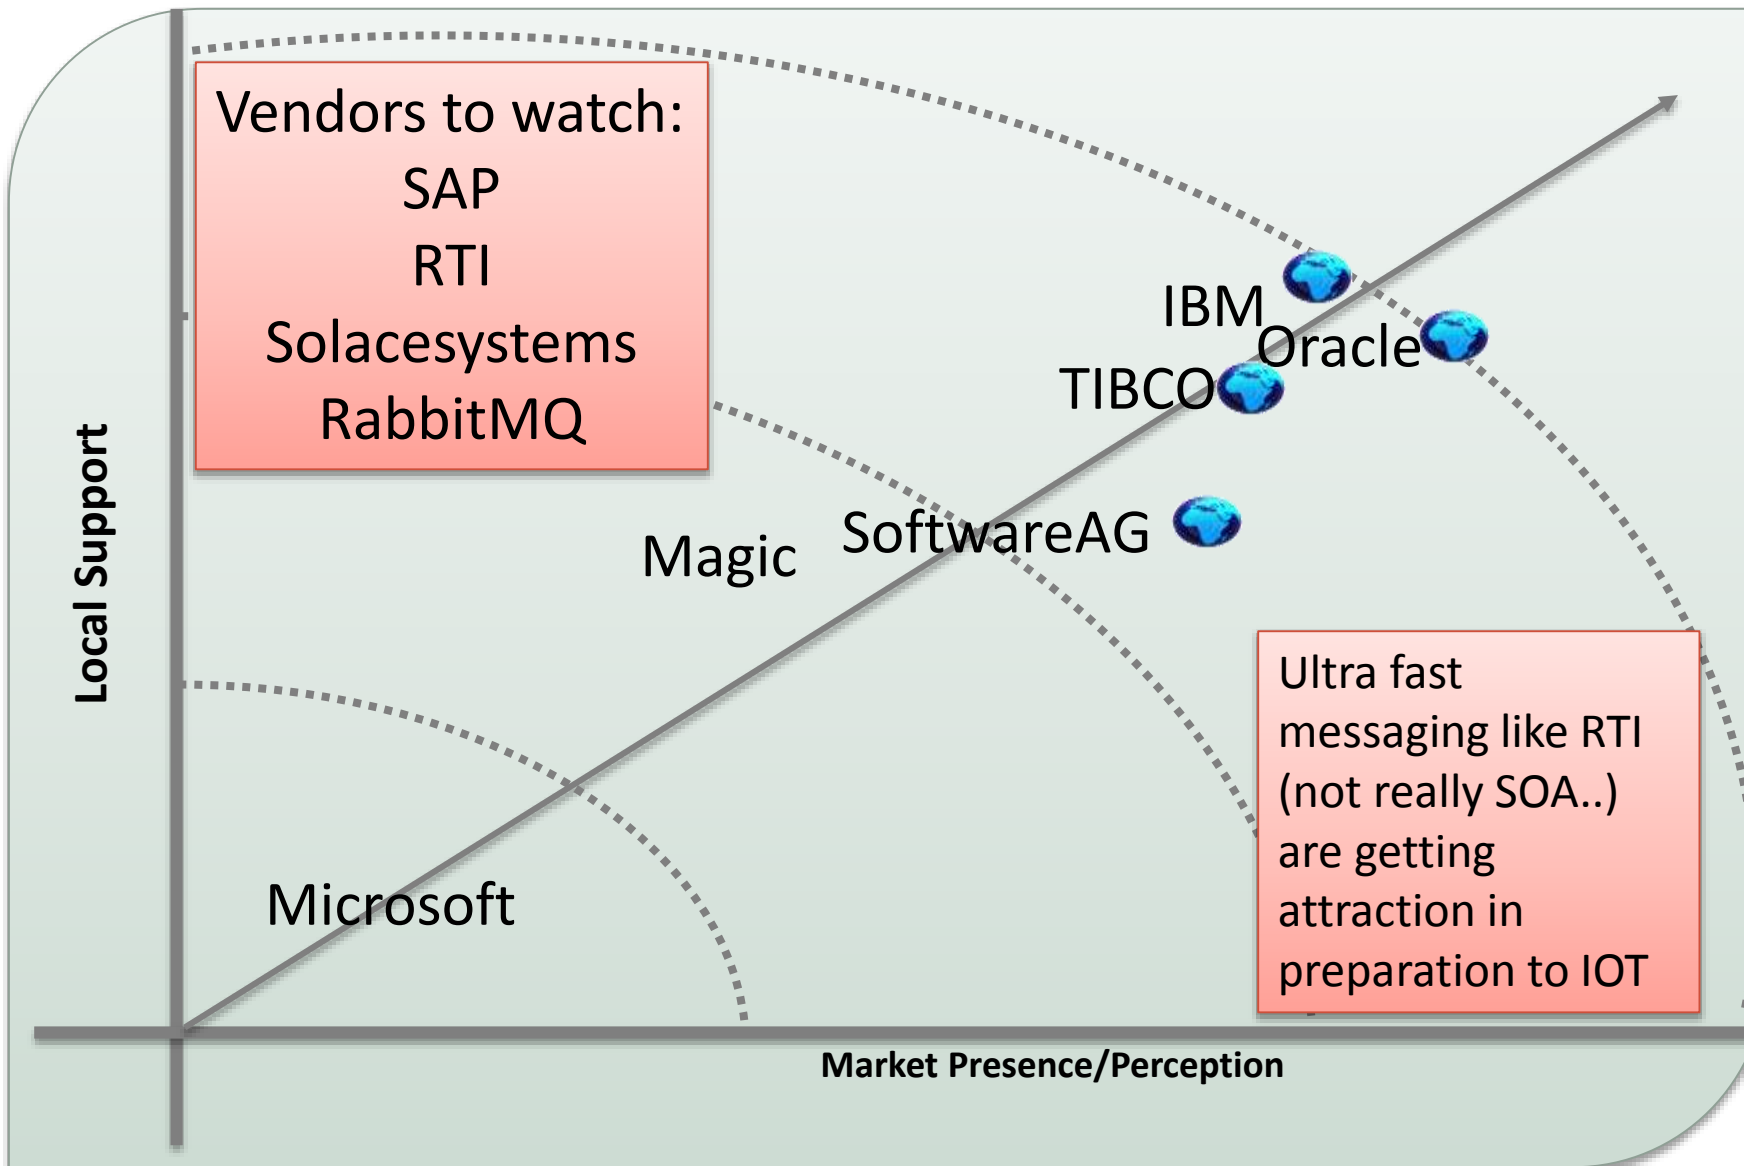 Vendors to watch:
SAP
RTI
Solacesystems
RabbitMQ
IBM
Oracle
TIBCO
SoftwareAG
Magic
Microsoft
Local Support
Ultra fast
messaging like RTI
(not really SOA..)
are getting
attraction in
preparation to IOT
Market Presence/Perception